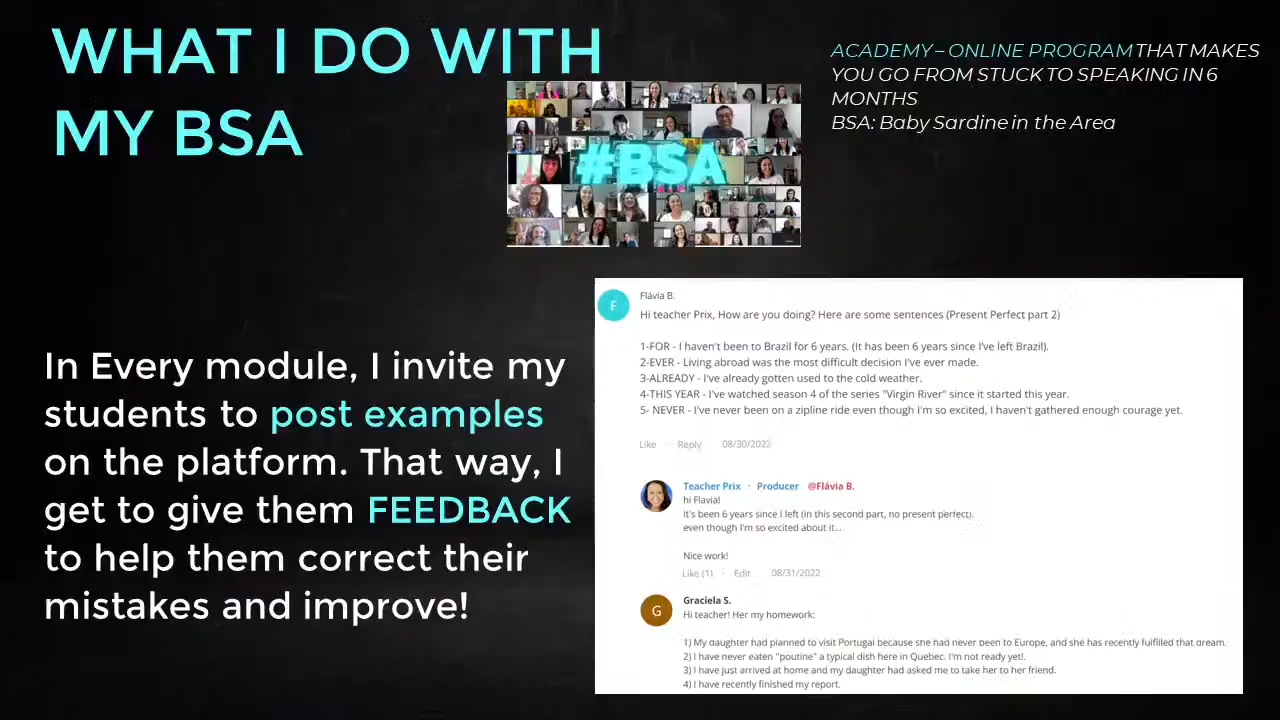 WHAT I DO WITH
MY BSA
#BSA
ACADEMY – ONLINE PROGRAM THAT MAKES
YOU GO FROM STUCK TO SPEAKING IN 6
MONTHS
BSA: Baby Sardine in the Area
In Every module, I invite my
students to post examples
on the platform. That way, I
get to give them FEEDBACK
to help them correct their
mistakes and improve!
F
Flávia B.
Hi teacher Prix, How are you doing? Here are some sentences (Present Perfect part 2)
1-FOR - I haven't been to Brazil for 6 years. (It has been 6 years since I've left Brazil).
2-EVER - Living abroad was the most difficult decision I've ever made.
3-ALREADY - I've already gotten used to the cold weather.
4-THIS YEAR - I've watched season 4 of the series "Virgin River" since it started this year.
5- NEVER - I've never been on a zipline ride even though I'm so excited, I haven't gathered enough courage yet.
Like · Reply 08/30/2022
Teacher Prix · Producer @Flávia B.
hi Flavia!
It's been 6 years since I left (in this second part, no present perfect).
even though I'm so excited about it...
Nice work!
Like (1) · Edit 08/31/2022
G
Graciela S.
Hi teacher! Her my homework:
1) My daughter had planned to visit Portugal because she had never been to Europe, and she has recently fulfilled that dream.
2) I have never eaten "poutine" a typical dish here in Quebec. I'm not ready yet!.
3) I have just arrived at home and my daughter had asked me to take her to her friend.
4) I have recently finished my report.